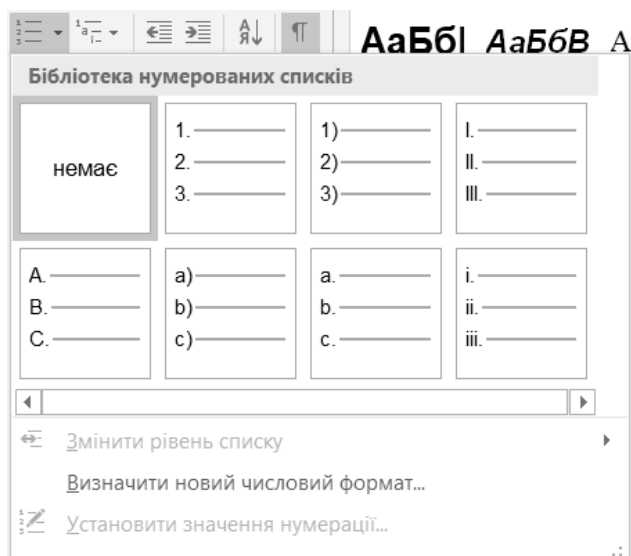 АаБбІ АаБбВ А
Бібліотека нумерованих списків
немає
1.
2.
3.
1)
2)
3)
I.
II.
III.
A.
B.
C.
a)
b)
c)
a.
b.
c.
i.
ii.
iii.
Змінити рівень списку
Визначити новий числовий формат...
Установити значення нумерації...